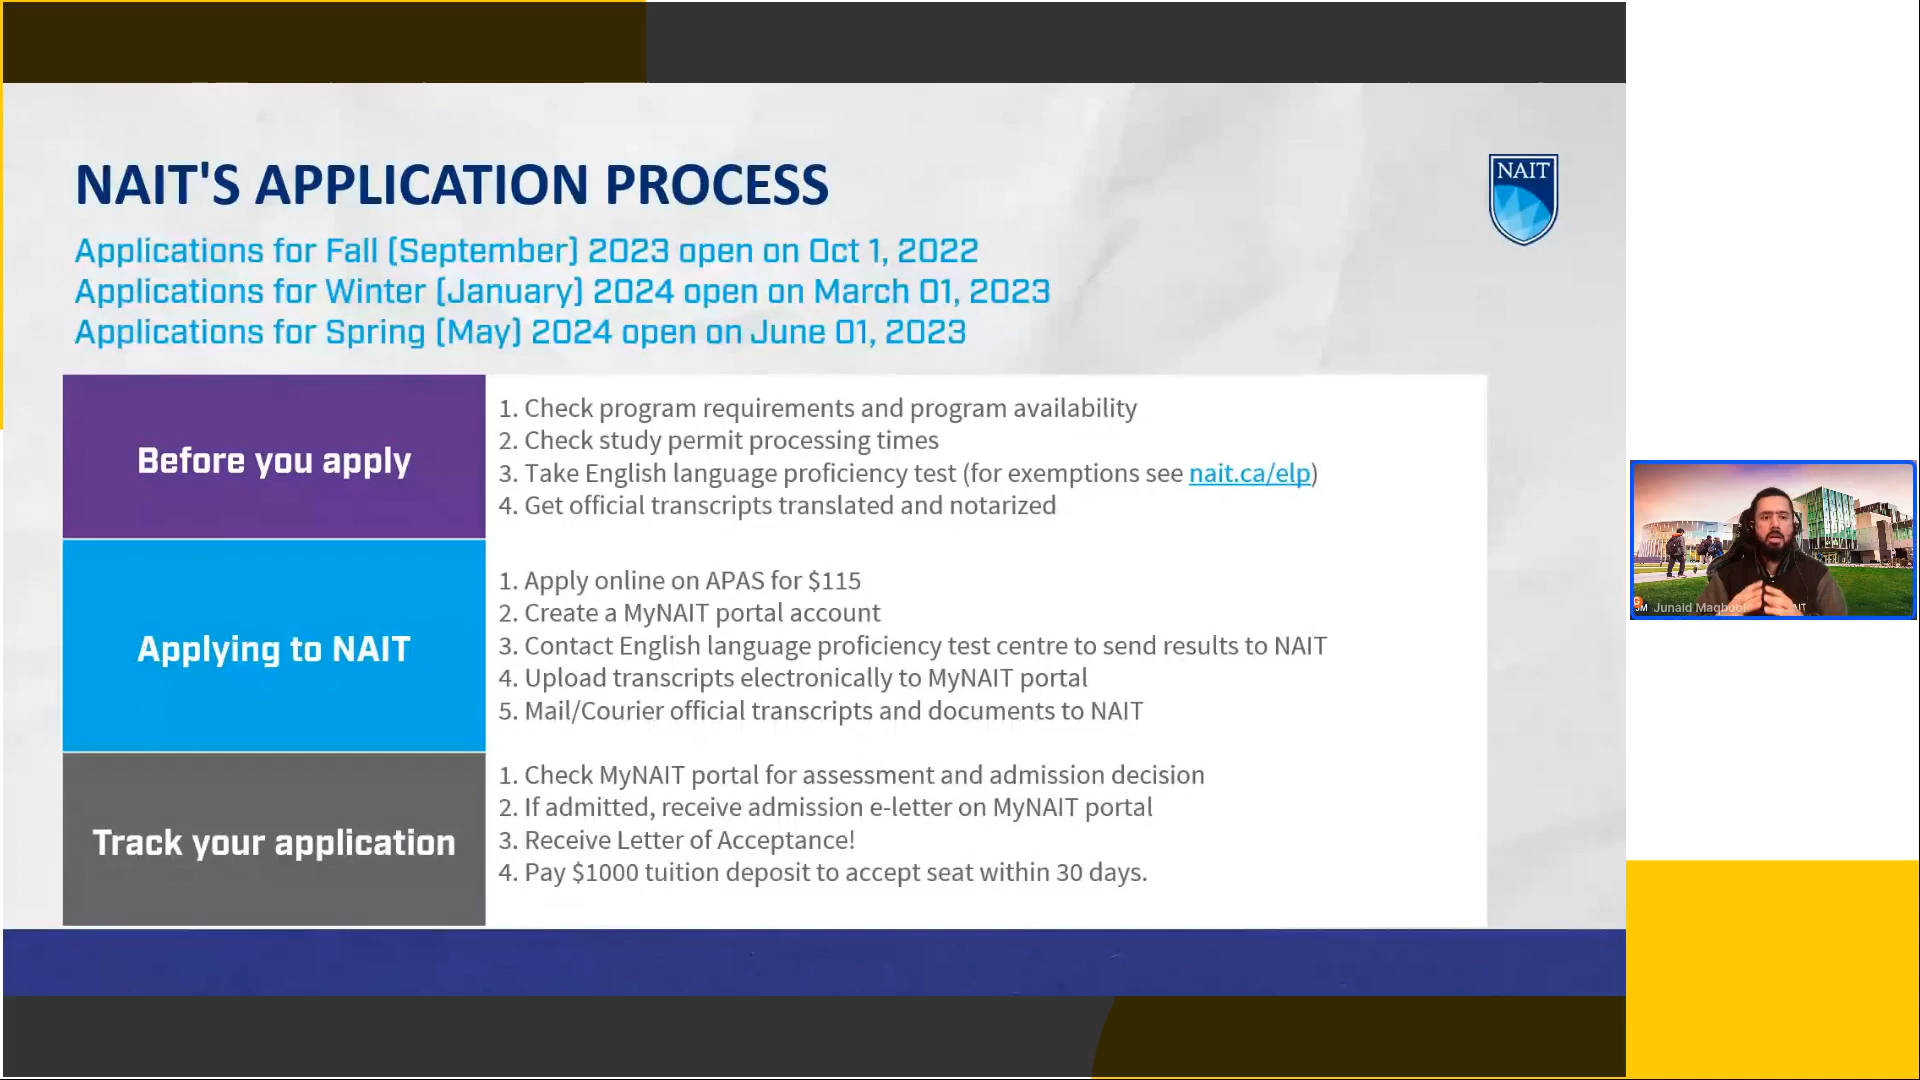 NAIT'S APPLICATION PROCESS
NAIT
Applications for Fall (September) 2023 open on Oct 1, 2022
Applications for Winter (January) 2024 open on March 01, 2023
Applications for Spring (May) 2024 open on June 01, 2023
Before you apply
1. Check program requirements and program availability
2. Check study permit processing times
3. Take English language proficiency test (for exemptions see nait.ca/elp)
4. Get official transcripts translated and notarized
Applying to NAIT
1. Apply online on APAS for $115
2. Create a MyNAIT portal account
3. Contact English language proficiency test centre to send results to NAIT
4. Upload transcripts electronically to MyNAIT portal
5. Mail/Courier official transcripts and documents to NAIT
Track your application
1. Check MyNAIT portal for assessment and admission decision
2. If admitted, receive admission e-letter on MyNAIT portal
3. Receive Letter of Acceptance!
4. Pay $1000 tuition deposit to accept seat within 30 days.
Junaid Maqbool